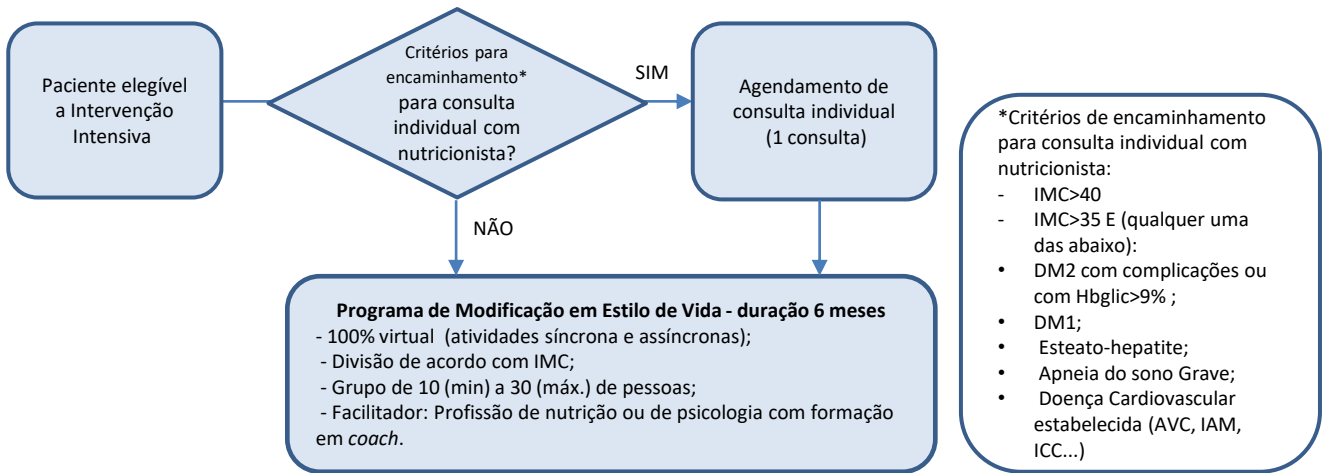 Paciente elegível
a Intervenção
Intensiva
Critérios para
encaminhamento*
para consulta
individual com
nutricionista?
SIM
Agendamento de
consulta individual
(1 consulta)
NÃO
Programa de Modificação em Estilo de Vida - duração 6 meses
- 100% virtual (atividades síncrona e assíncronas);
- Divisão de acordo com IMC;
- Grupo de 10 (min) a 30 (máx.) de pessoas;
- Facilitador: Profissão de nutrição ou de psicologia com formação
em coach.
*Critérios de encaminhamento
para consulta individual com
nutricionista:
- IMC>40
- IMC>35 E (qualquer uma
das abaixo):
• DM2 com complicações ou
com Hbglic>9% ;
• DM1;
• Esteato-hepatite;
• Apneia do sono Grave;
• Doença Cardiovascular
estabelecida (AVC, IAM,
ICC...)